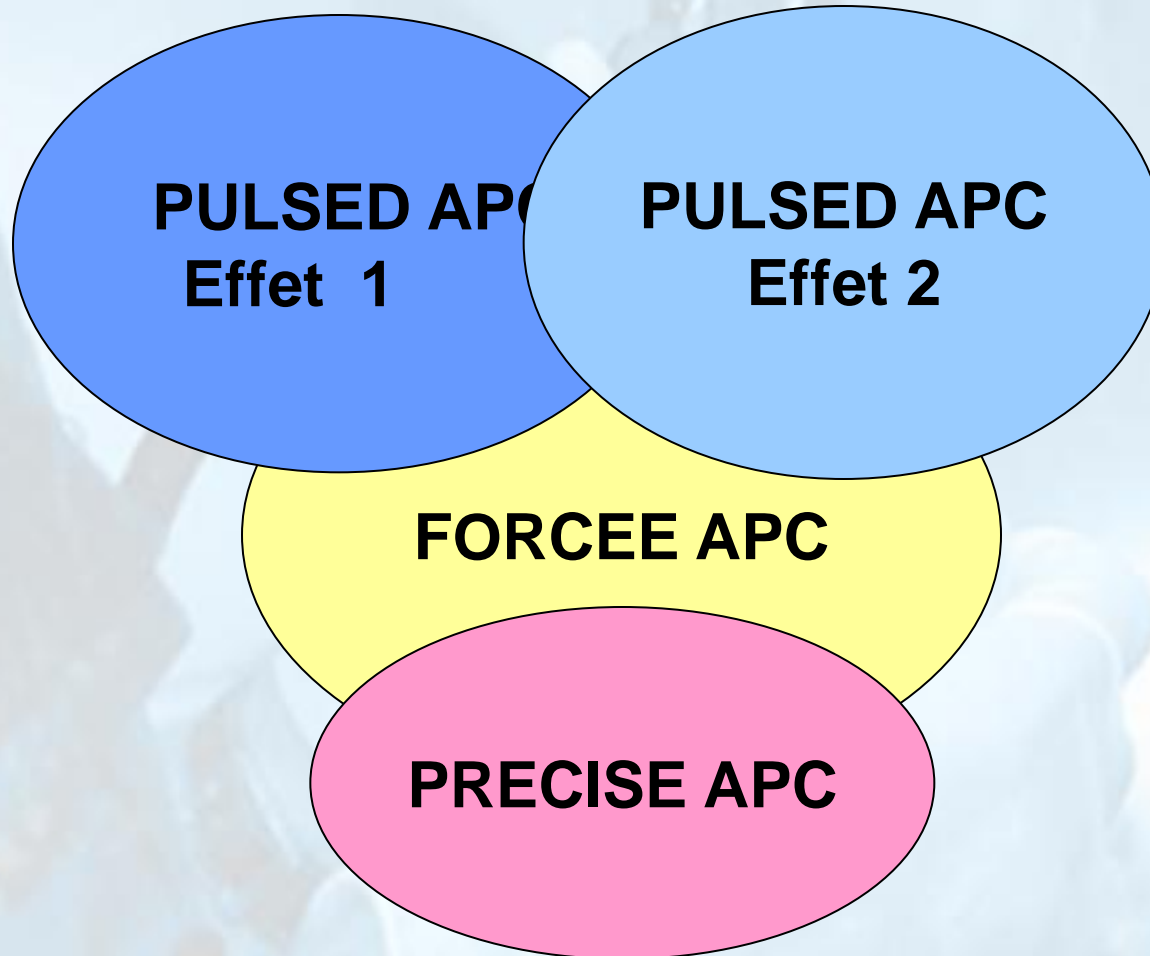 PULSED AP
Effet 1
PULSED APC
Effet 2
FORCEE APC
PRECISE APC